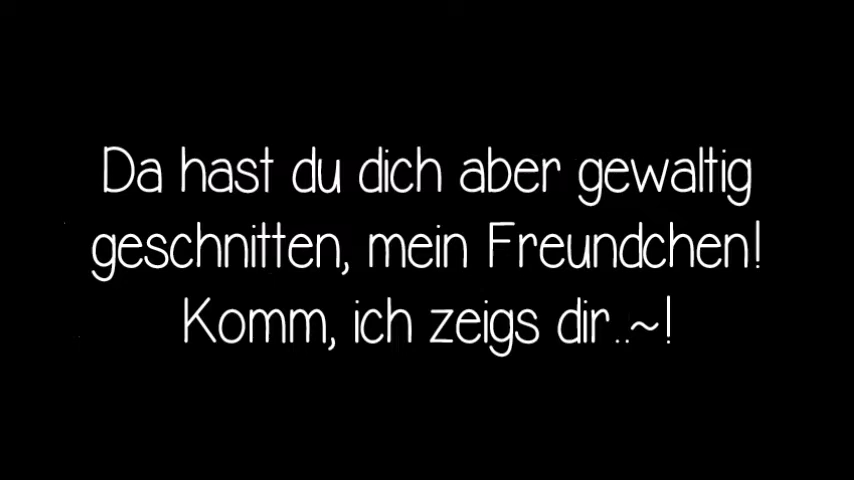 Da hast du dich aber gewaltig
geschnitten, mein Freundchen!
Komm, ich zeigs dir..~!